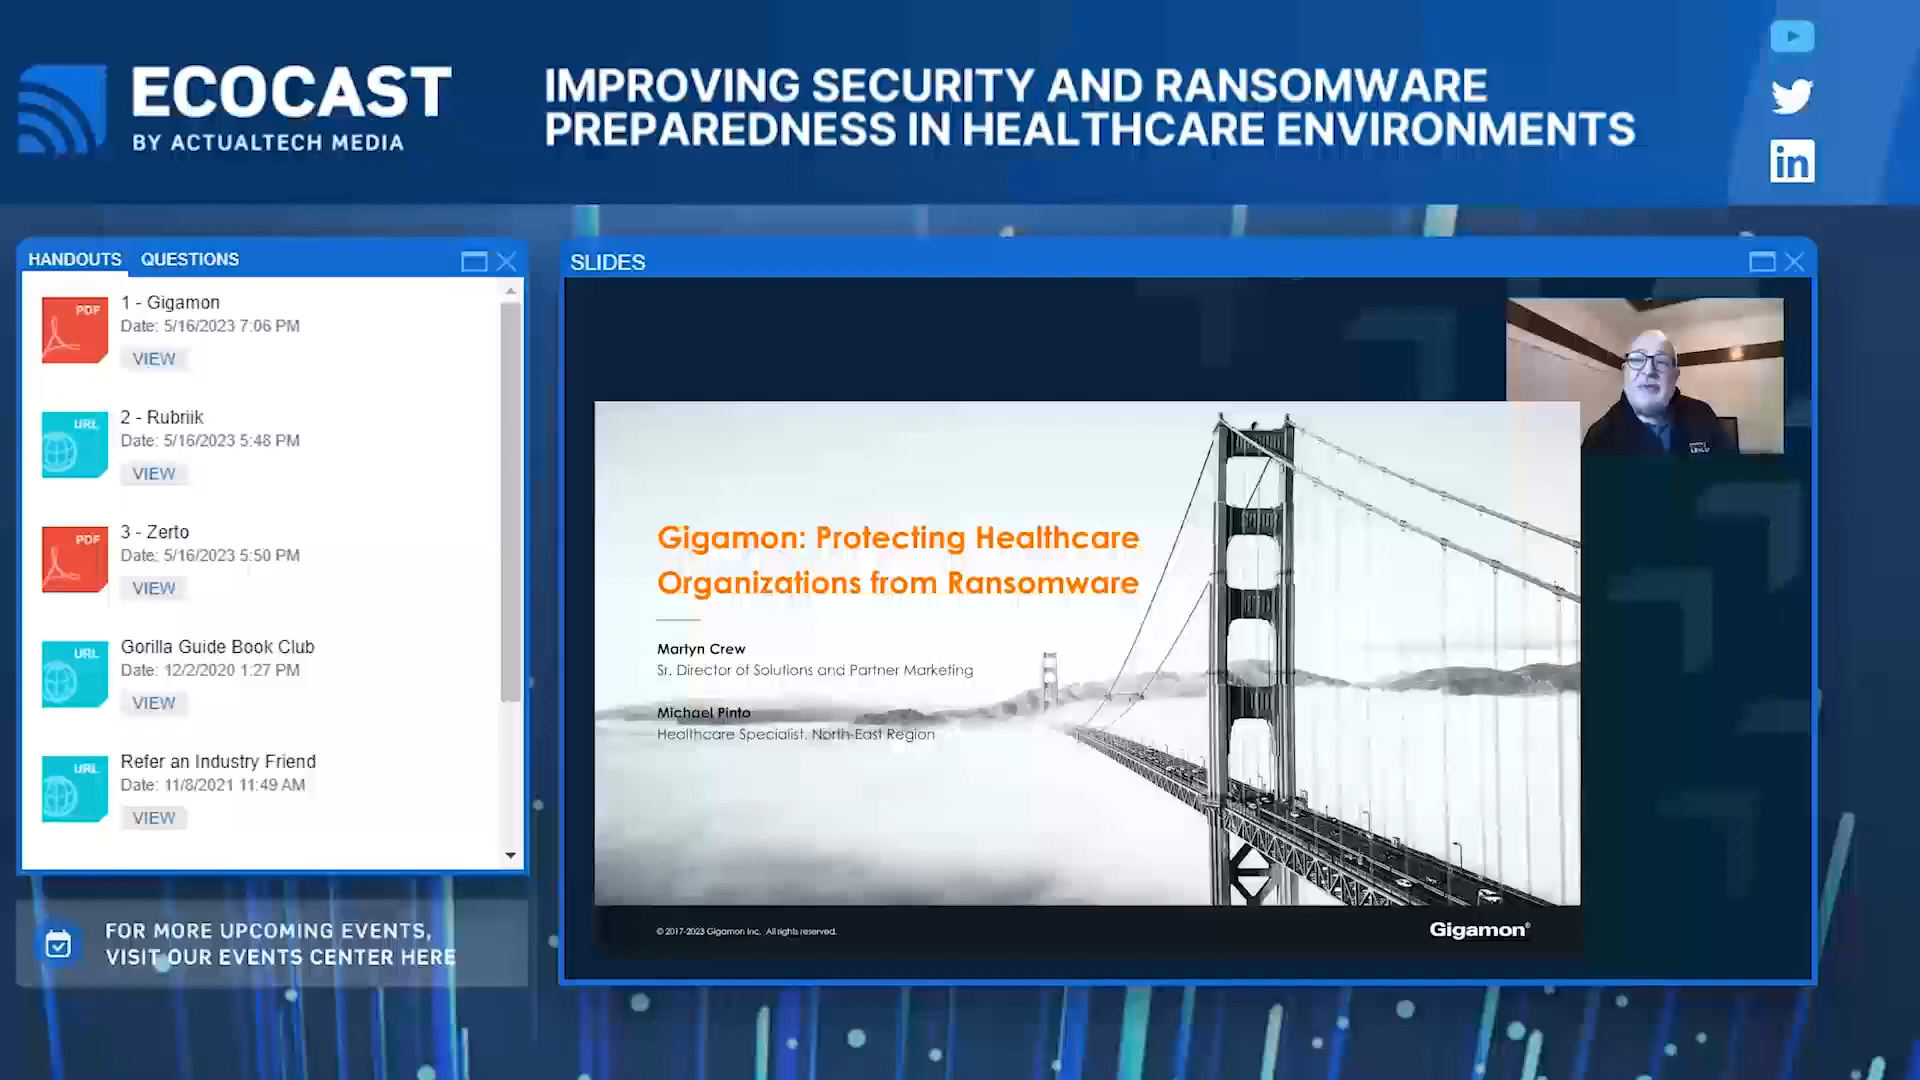 ECOCAST
BY ACTUALTECH MEDIA
IMPROVING SECURITY AND RANSOMWARE
PREPAREDNESS IN HEALTHCARE ENVIRONMENTS
in
HANDOUTS QUESTIONS
PDF
1 - Gigamon
Date: 5/16/2023 7:06 PM
VIEW
URL
2 - Rubriik
Date: 5/16/2023 5:48 PM
VIEW
PDF
3 - Zerto
Date: 5/16/2023 5:50 PM
VIEW
URL
Gorilla Guide Book Club
Date: 12/2/2020 1:27 PM
VIEW
URL
Refer an Industry Friend
Date: 11/8/2021 11:49 AM
VIEW
FOR MORE UPCOMING EVENTS,
VISIT OUR EVENTS CENTER HERE
SLIDES
Gigamon: Protecting Healthcare
Organizations from Ransomware
Martyn Crew
Sr. Director of Solutions and Partner Marketing
Michael Pinto
Healthcare Specialist, North-East Region
© 2017-2023 Gigamon Inc. All rights reserved.
Gigamon®